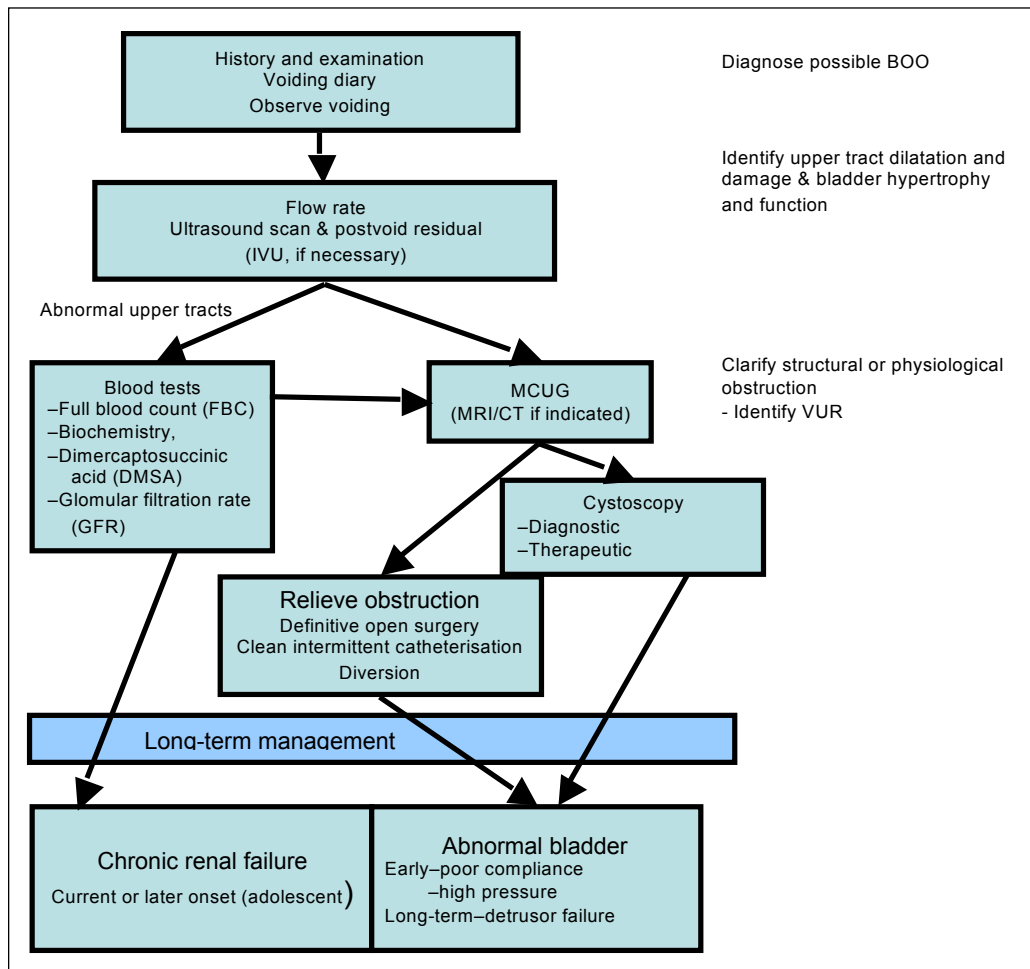 History and examination
Voiding diary
Observe voiding
Diagnose possible BOO
Identify upper tract dilatation and
damage & bladder hypertrophy
and function
Flow rate
Ultrasound scan & postvoid residual
(IVU, if necessary)
Abnormal upper tracts
Blood tests
–Full blood count (FBC)
–Biochemistry,
–Dimercaptosuccinic
acid (DMSA)
–Glomular filtration rate
(GFR)
MCUG
(MRI/CT if indicated)
Clarify structural or physiological
obstruction
- Identify VUR
Cystoscopy
–Diagnostic
–Therapeutic
Relieve obstruction
Definitive open surgery
Clean intermittent catheterisation
Diversion
Long-term management
Chronic renal failure
Current or later onset (adolescent)
Abnormal bladder
Early–poor compliance
–high pressure
Long-term–detrusor failure